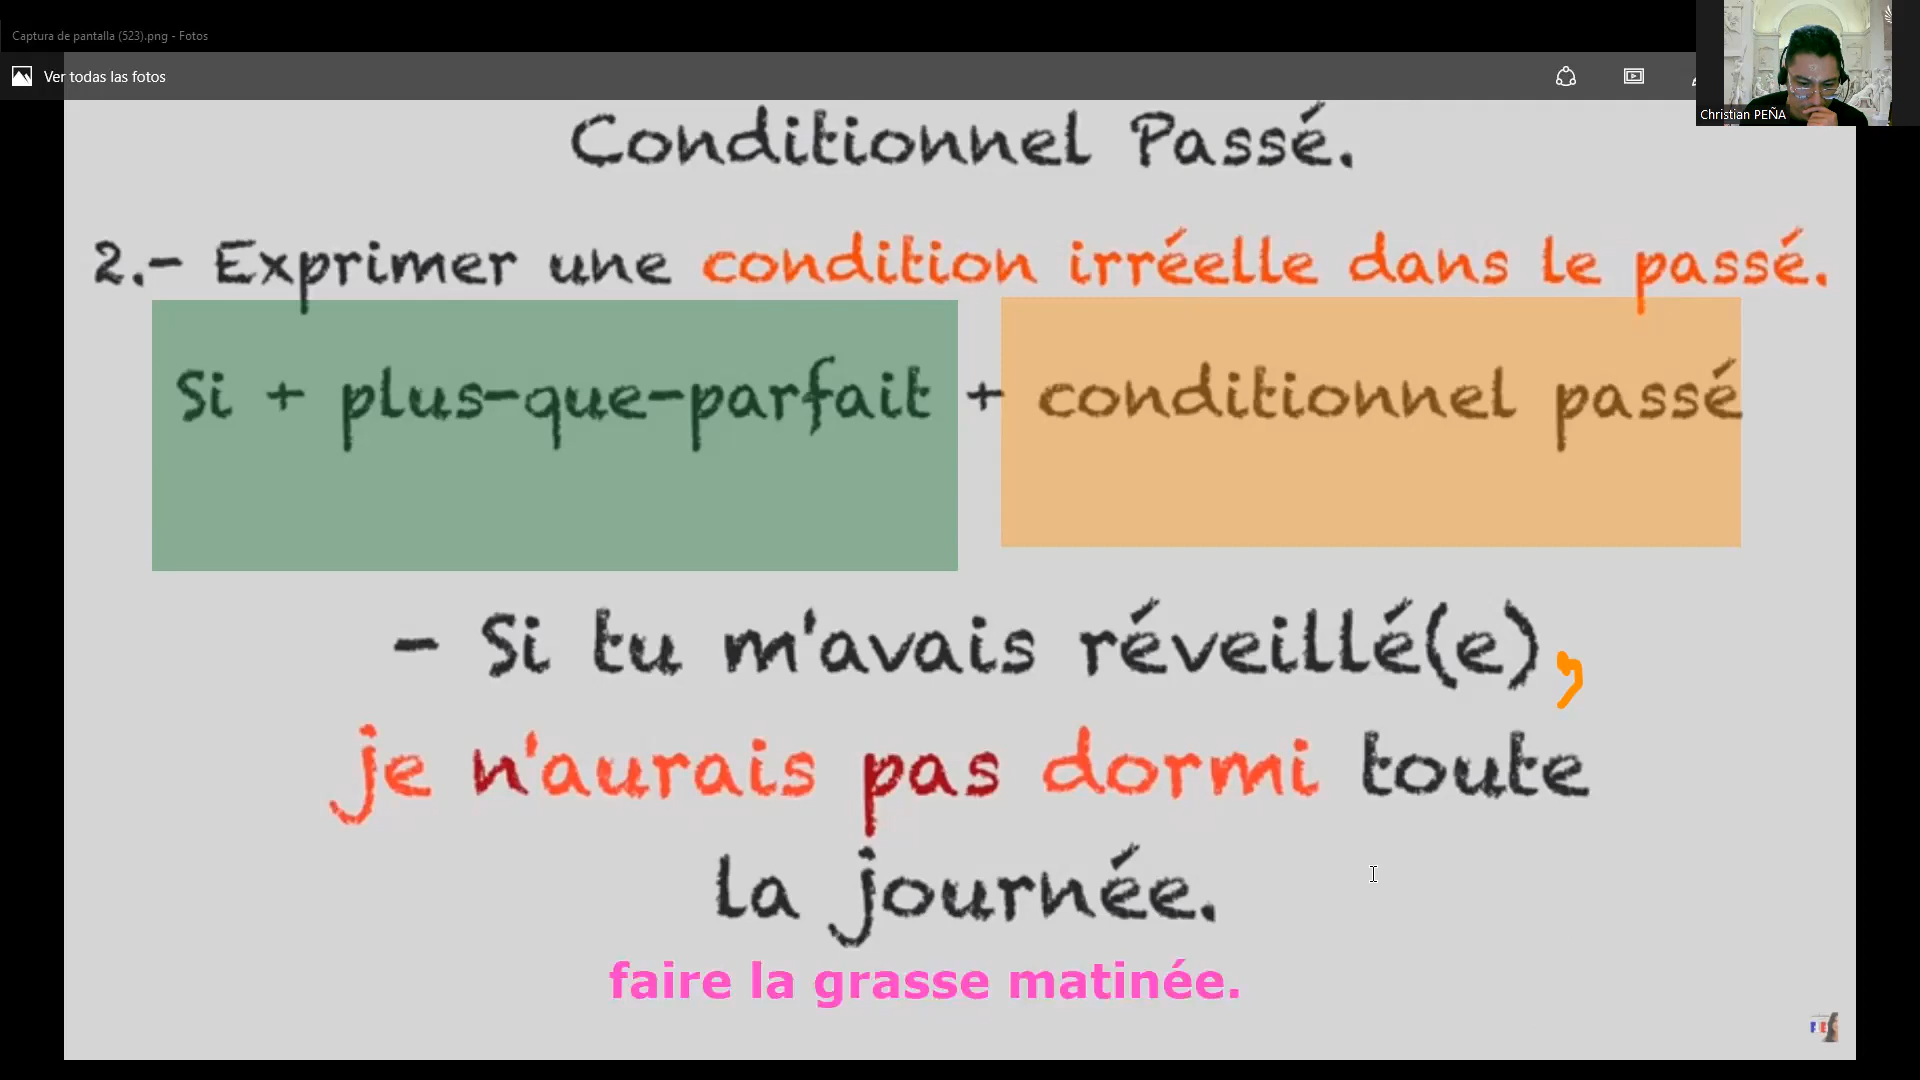 Captura de pantalla (523).png - Fotos
Ver todas las fotos
Christian PEÑA
Conditionnel Passé.
2.- Exprimer une condition irréelle dans le passé.
Si + plus-que-parfait + conditionnel passé
- Si tu m'avais réveillé(e),
je n'aurais pas dormi toute
la journée.
faire la grasse matinée.